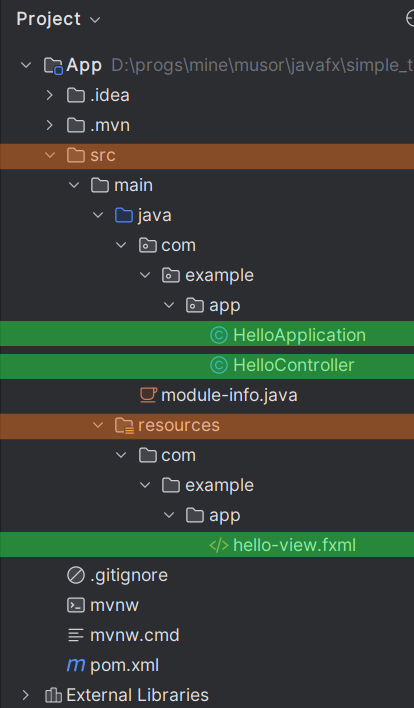 Project
App D:\progs\mine\musor\javafx\simple_t
.idea
.mvn
src
main
java
com
example
app
HelloApplication
HelloController
module-info.java
resources
com
example
app
hello-view.fxml
.gitignore
mvnw
mvnw.cmd
pom.xml
External Libraries